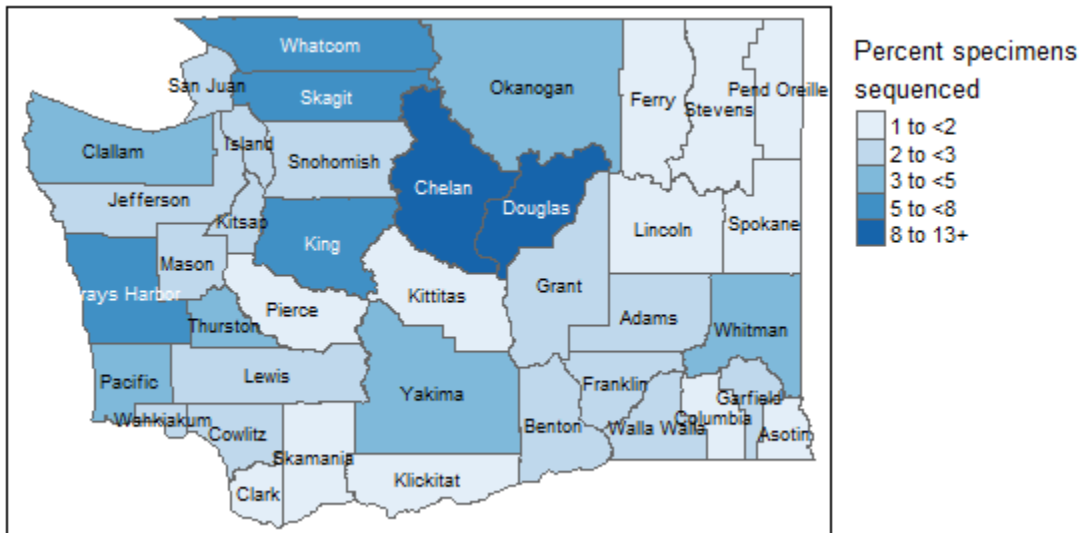 Whatcom
San Juan
Skagit
Okanogan
Ferry
Stevens
Pend Oreille
Clallam
Island
Snohomish
Chelan
Jefferson
Kitsap
King
Douglas
Lincoln
Spokane
Mason
rays Harbor
Pierce
Kittitas
Grant
Adams
Whitman
Thurston
Pacific
Lewis
Yakima
Franklin
Garfield
Wahkiakum
Cowlitz
Benton
Walla Walla
Columbia
Asotin
Skamania
Klickitat
Clark
Percent specimens
sequenced
1 to <2
2 to <3
3 to <5
5 to <8
8 to 13+